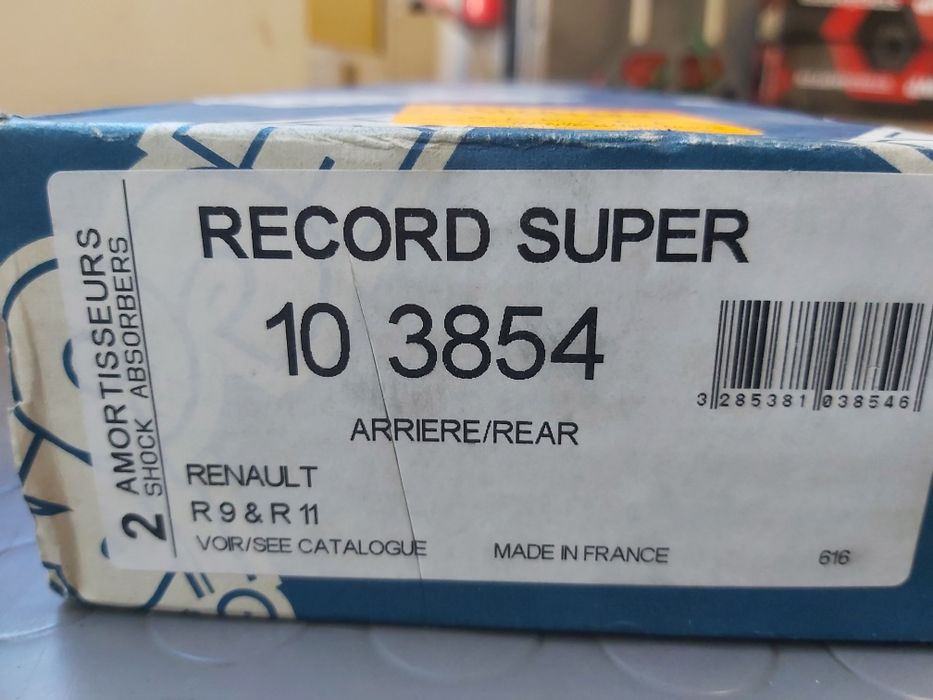 RECORD SUPER
10 3854
3 285381 038546
ARRIERE/REAR
RENAULT
R 9 & R 11
VOIR/SEE CATALOGUE
MADE IN FRANCE
616
2 AMORTISSEURS
SHOCK ABSORBERS